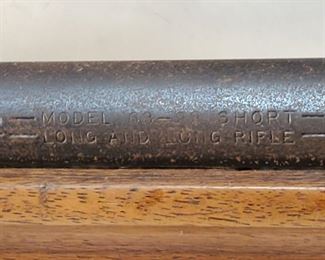 — MODEL SHORT —
LONG AND LONG RIFLE —